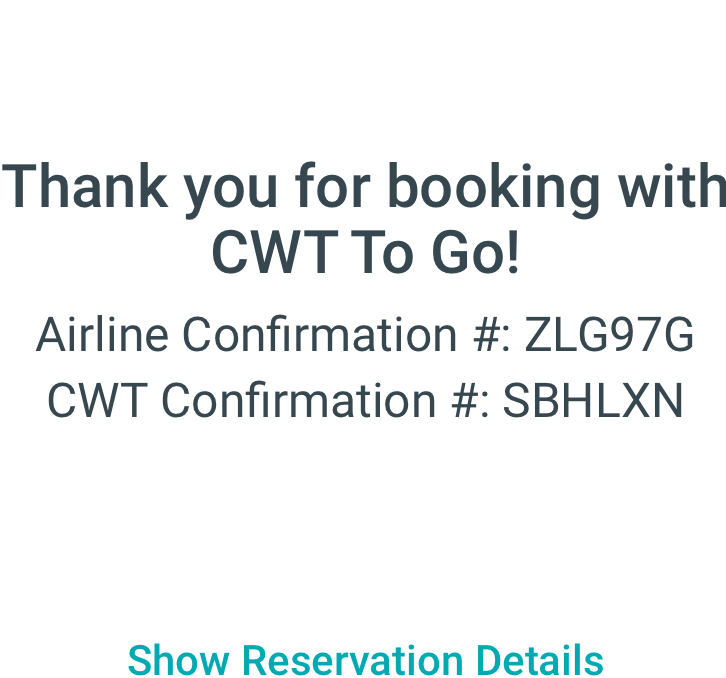 Thank you for booking with
CWT To Go!
Airline Confirmation #: ZLG97G
CWT Confirmation #: SBHLXN
Show Reservation Details